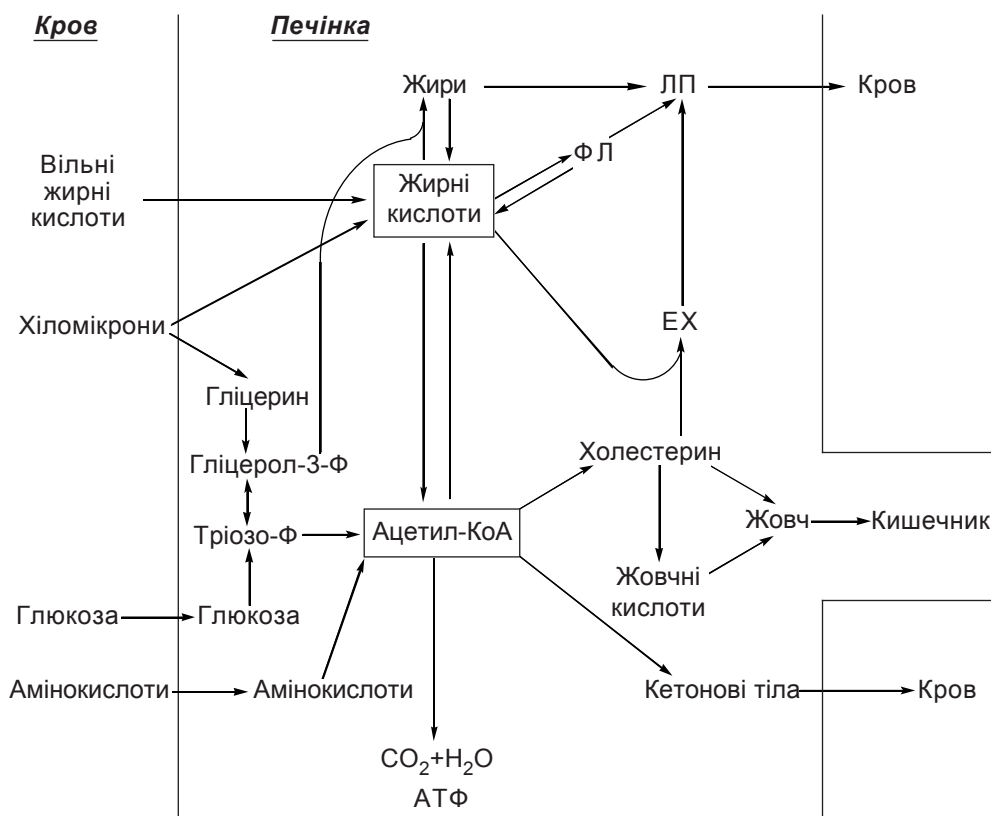 Кров
Печінка
Жири
ЛП
Кров
ФЛ
Вільні
жирні
кислоти
Жирні
кислоти
Хіломікрони
ЕХ
Гліцерин
Холестерин
Гліцерол-3-Ф
Тріозо-Ф
Ацетил-КоА
Жовч
Кишечник
Жовчні
кислоти
Глюкоза
Глюкоза
Амінокислоти
Амінокислоти
Кетонові тіла
Кров
CO₂+H₂O
АТФ